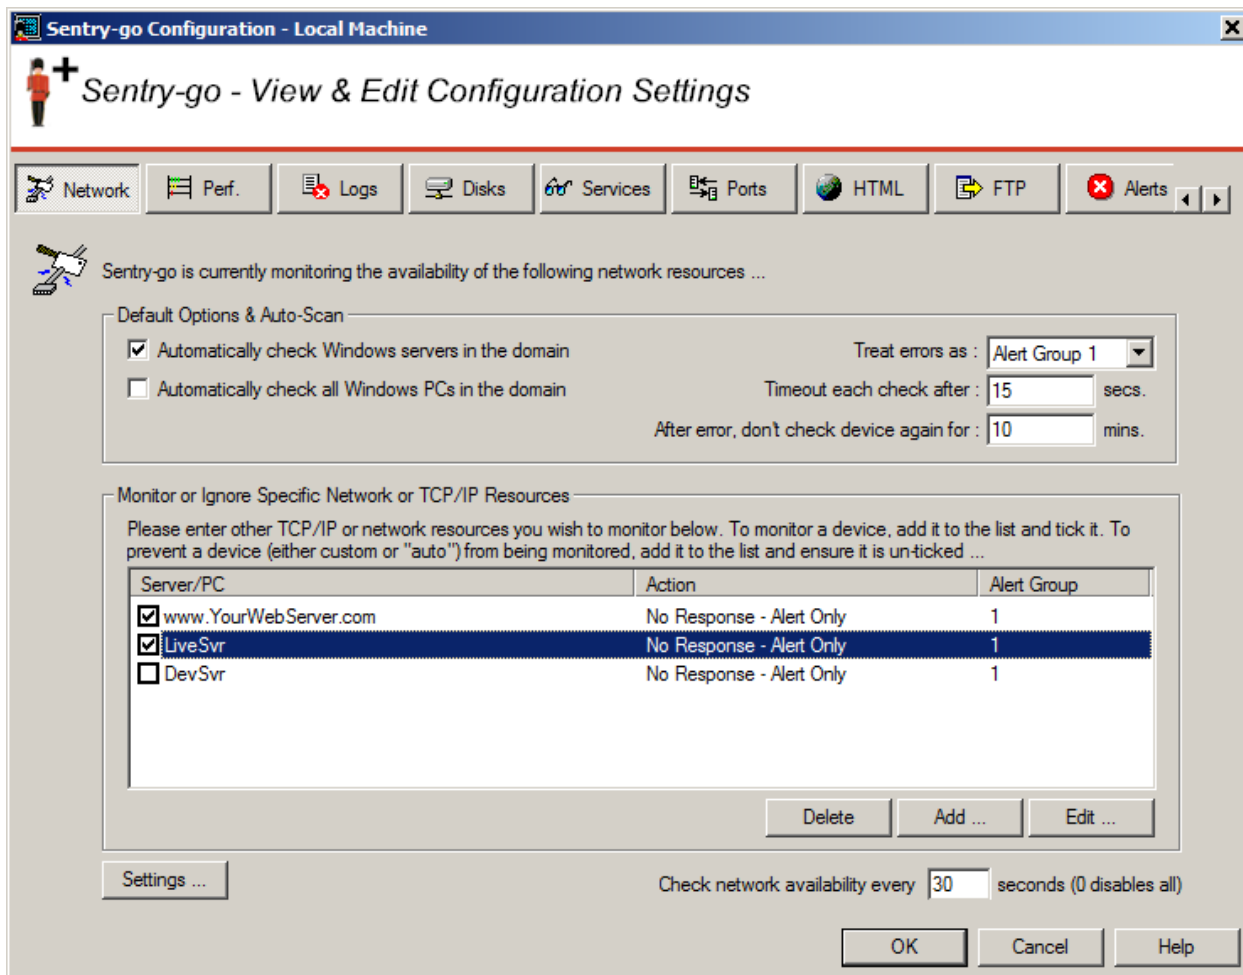 Sentry-go Configuration - Local Machine
Sentry-go - View & Edit Configuration Settings
Network Perf. Logs Disks Services Ports HTML FTP Alerts
Sentry-go is currently monitoring the availability of the following network resources ...
Default Options & Auto-Scan
Automatically check Windows servers in the domain Treat errors as : Alert Group 1
Automatically check all Windows PCs in the domain Timeout each check after : 15 secs.
After error, don't check device again for : 10 mins.
Monitor or Ignore Specific Network or TCP/IP Resources
Please enter other TCP/IP or network resources you wish to monitor below. To monitor a device, add it to the list and tick it. To
prevent a device (either custom or "auto") from being monitored, add it to the list and ensure it is un-ticked ...
Server/PC Action Alert Group
www.YourWebServer.com No Response - Alert Only 1
LiveSvr No Response - Alert Only 1
DevSvr No Response - Alert Only 1
Delete Add ... Edit ...
Settings ... Check network availability every 30 seconds (0 disables all)
OK Cancel Help